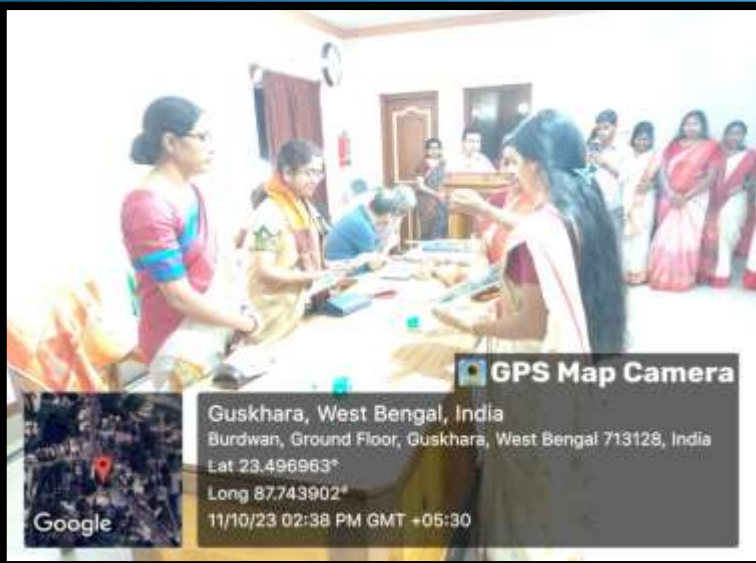 GPS Map Camera
Guskhara, West Bengal, India
Burdwan, Ground Floor, Guskhara, West Bengal 713128, India
Lat 23.496963°
Long 87.743902°
11/10/23 02:38 PM GMT +05:30
Google